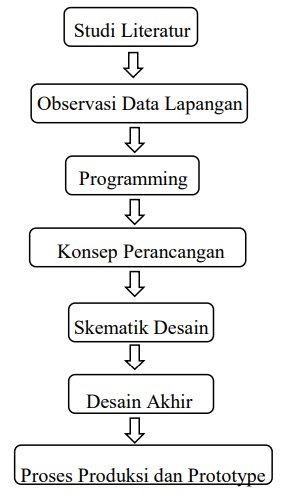 Studi Literatur
Observasi Data Lapangan
Programming
Konsep Perancangan
Skematik Desain
Desain Akhir
Proses Produksi dan Prototype